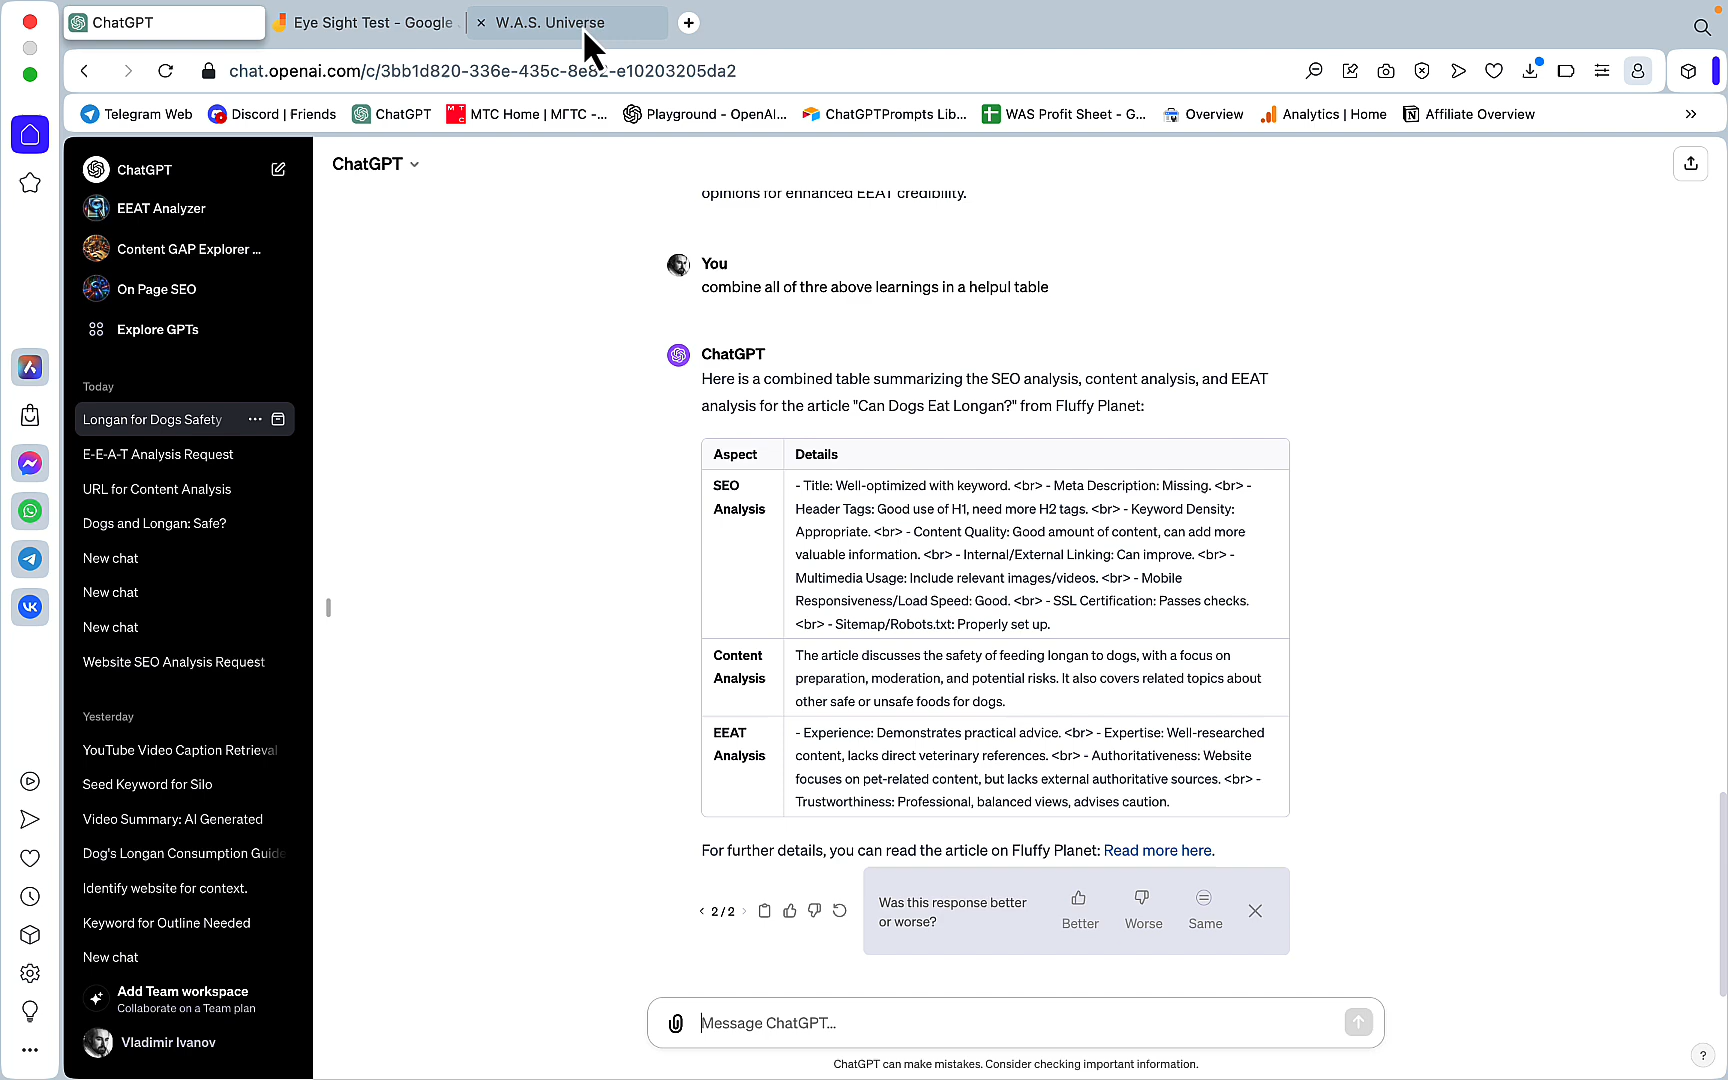 ChatGPT
Eye Sight Test - Google
W.A.S. Universe
chat.openai.com/c/3bb1d820-336e-435c-8e82-e10203205da2
Telegram Web
Discord | Friends
ChatGPT
MTC Home | МГТС -...
Playground - OpenAI...
ChatGPTPrompts Lib...
WAS Profit Sheet - G...
Overview
Analytics | Home
Affiliate Overview
ChatGPT
EEAT Analyzer
Content GAP Explorer ...
On Page SEO
Explore GPTs
Today
Longan for Dogs Safety
E-E-A-T Analysis Request
URL for Content Analysis
Dogs and Longan: Safe?
New chat
New chat
New chat
Website SEO Analysis Request
Yesterday
YouTube Video Caption Retrieval
Seed Keyword for Silo
Video Summary: AI Generated
Dog's Longan Consumption Guide
Identify website for context.
Keyword for Outline Needed
New chat
Add Team workspace
Collaborate on a Team plan
Vladimir Ivanov
ChatGPT
opinions for enhanced EEAT credibility.
You
combine all of thre above learnings in a helpul table
ChatGPT
Here is a combined table summarizing the SEO analysis, content analysis, and EEAT
analysis for the article "Can Dogs Eat Longan?" from Fluffy Planet:
Aspect
Details
SEO
Analysis
- Title: Well-optimized with keyword. <br> - Meta Description: Missing. <br> -
Header Tags: Good use of H1, need more H2 tags. <br> - Keyword Density:
Appropriate. <br> - Content Quality: Good amount of content, can add more
valuable information. <br> - Internal/External Linking: Can improve. <br> -
Multimedia Usage: Include relevant images/videos. <br> - Mobile
Responsiveness/Load Speed: Good. <br> - SSL Certification: Passes checks.
<br> - Sitemap/Robots.txt: Properly set up.
Content
Analysis
The article discusses the safety of feeding longan to dogs, with a focus on
preparation, moderation, and potential risks. It also covers related topics about
other safe or unsafe foods for dogs.
EEAT
Analysis
- Experience: Demonstrates practical advice. <br> - Expertise: Well-researched
content, lacks direct veterinary references. <br> - Authoritativeness: Website
focuses on pet-related content, but lacks external authoritative sources. <br> -
Trustworthiness: Professional, balanced views, advises caution.
For further details, you can read the article on Fluffy Planet: Read more here.
2/2
Was this response better
or worse?
Better
Worse
Same
Message ChatGPT...
ChatGPT can make mistakes. Consider checking important information.
?